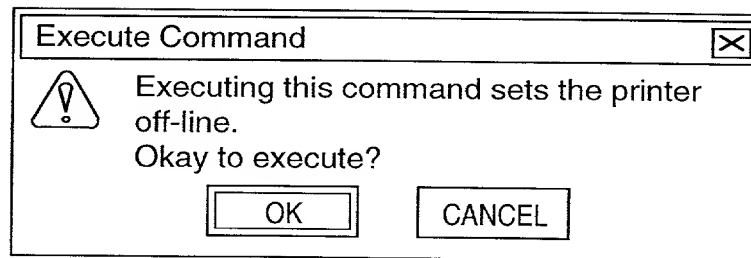 Execute Command
Executing this command sets the printer
off-line.
Okay to execute?
OK
CANCEL